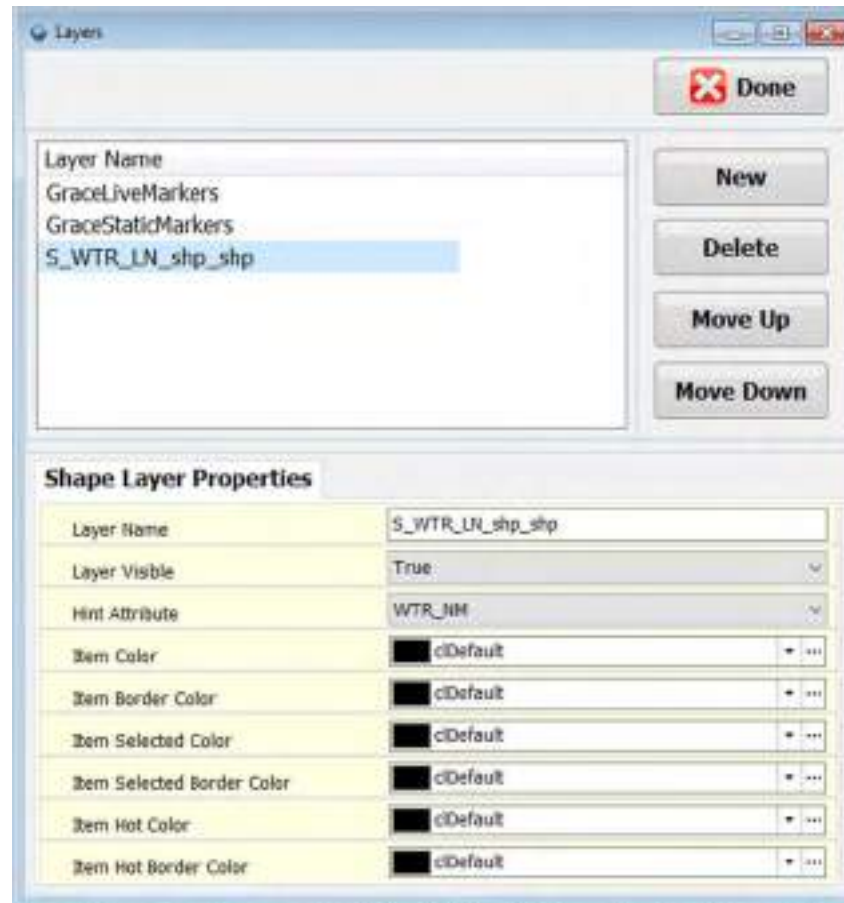 Layers
Done
Layer Name
GraceLiveMarkers
GraceStaticMarkers
S_WTR_LN_shp_shp
New
Delete
Move Up
Move Down
Shape Layer Properties
Layer Name S_WTR_LN_shp_shp
Layer Visible True
Hint Attribute WTR_NM
Item Color clDefault
Item Border Color clDefault
Item Selected Color clDefault
Item Selected Border Color clDefault
Item Hot Color clDefault
Item Hot Border Color clDefault